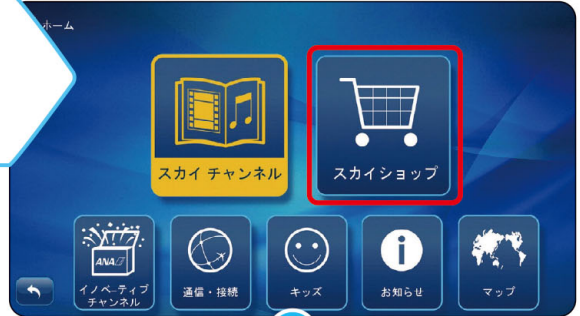 ホーム
スカイ チャンネル
スカイショップ
ANA
イノベーティブ
チャンネル
通信・接続
キッズ
お知らせ
マップ